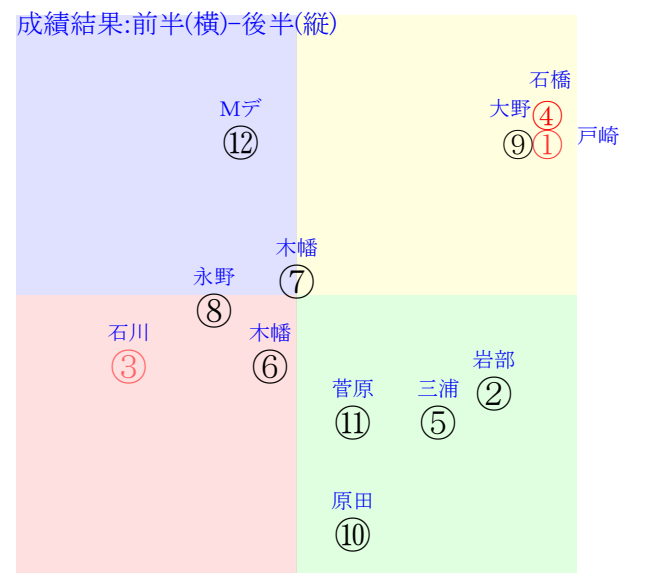 成績結果:前半(横)-後半(縦)
石橋
Mデ
大野
④
戸崎
⑫
⑨
①
木幡
永野
⑦
⑧
石川
木幡
岩部
③
⑥
菅原
三浦
②
⑪
⑤
原田
⑩